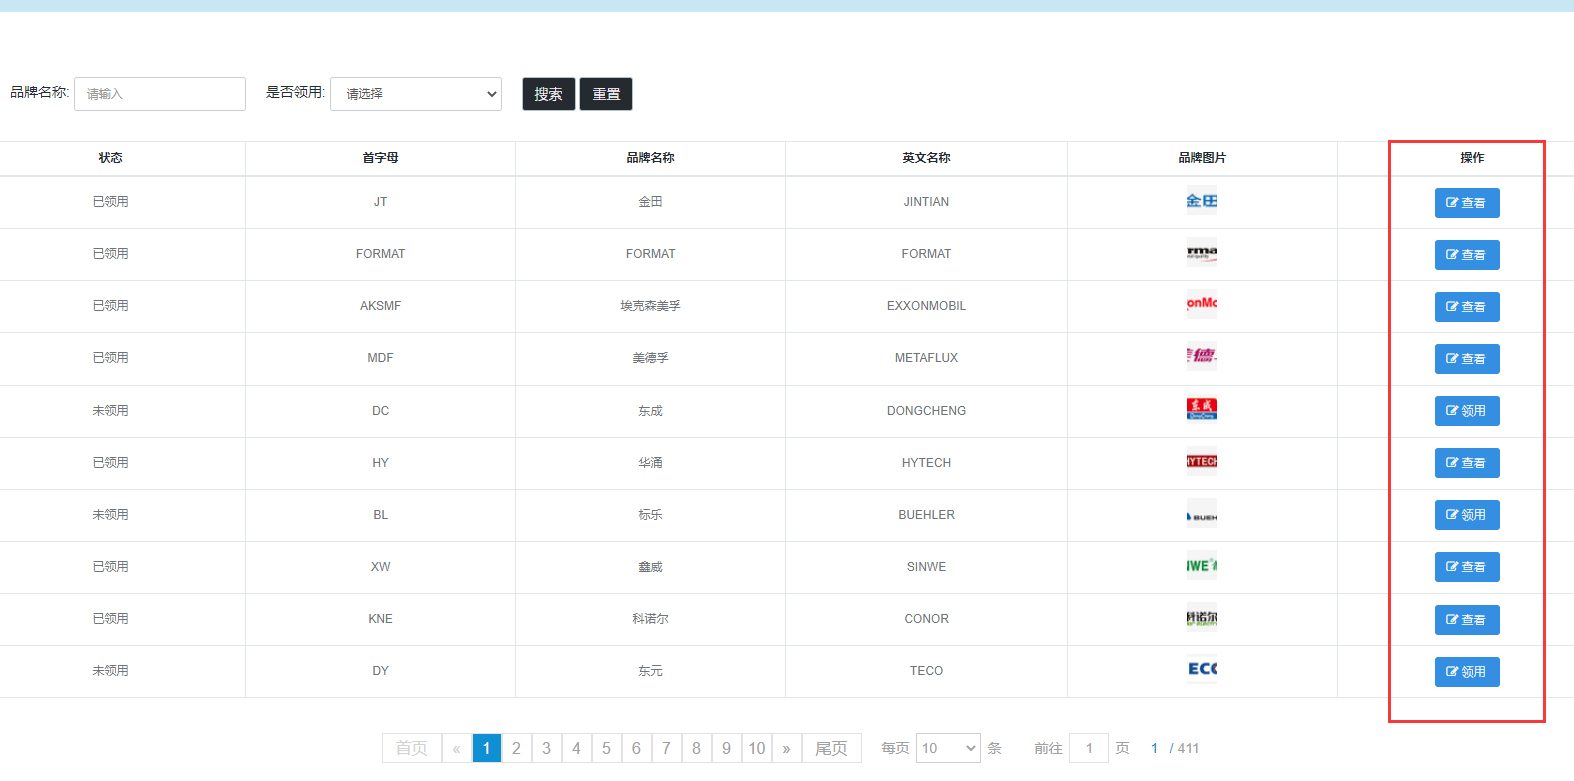 品牌名称: 请输入 是否领用: 请选择 搜索 重置
状态 首字母 品牌名称 英文名称 品牌图片 操作
已领用 JT 金田 JINTIAN 金田 查看
已领用 FORMAT FORMAT FORMAT rma 查看
已领用 AKSMF 埃克森美孚 EXXONMOBIL onMo 查看
已领用 MDF 美德孚 METAFLUX 德 查看
未领用 DC 东成 DONGCHENG 东成 DongCheng 领用
已领用 HY 华涌 HYTECH HYTECH 查看
未领用 BL 标乐 BUEHLER BUEH 领用
已领用 XW 鑫威 SINWE NWE 查看
已领用 KNE 科诺尔 CONOR 科诺尔 查看
未领用 DY 东元 TECO ECO 领用
首页 « 1 2 3 4 5 6 7 8 9 10 » 尾页 每页 10 条 前往 1 页 1 / 411